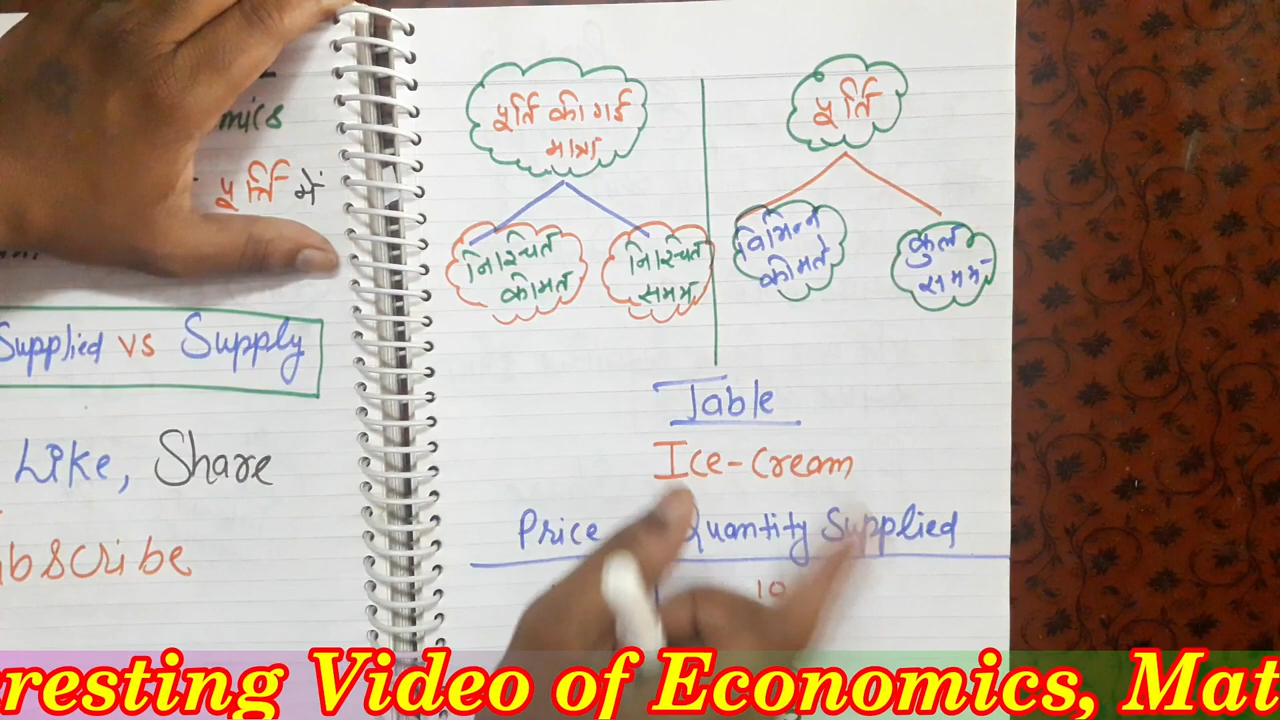 mics
पूर्ति में
Supplied vs Supply
Like, Share
bscribe
पूर्ति की गई
मात्रा
निश्चित
कीमत
निश्चित
समय
पूर्ति
विभिन्न
कीमतें
कुल
समय
Table
Ice-Cream
Price Quantity Supplied
10
resting Video of Economics, Mat